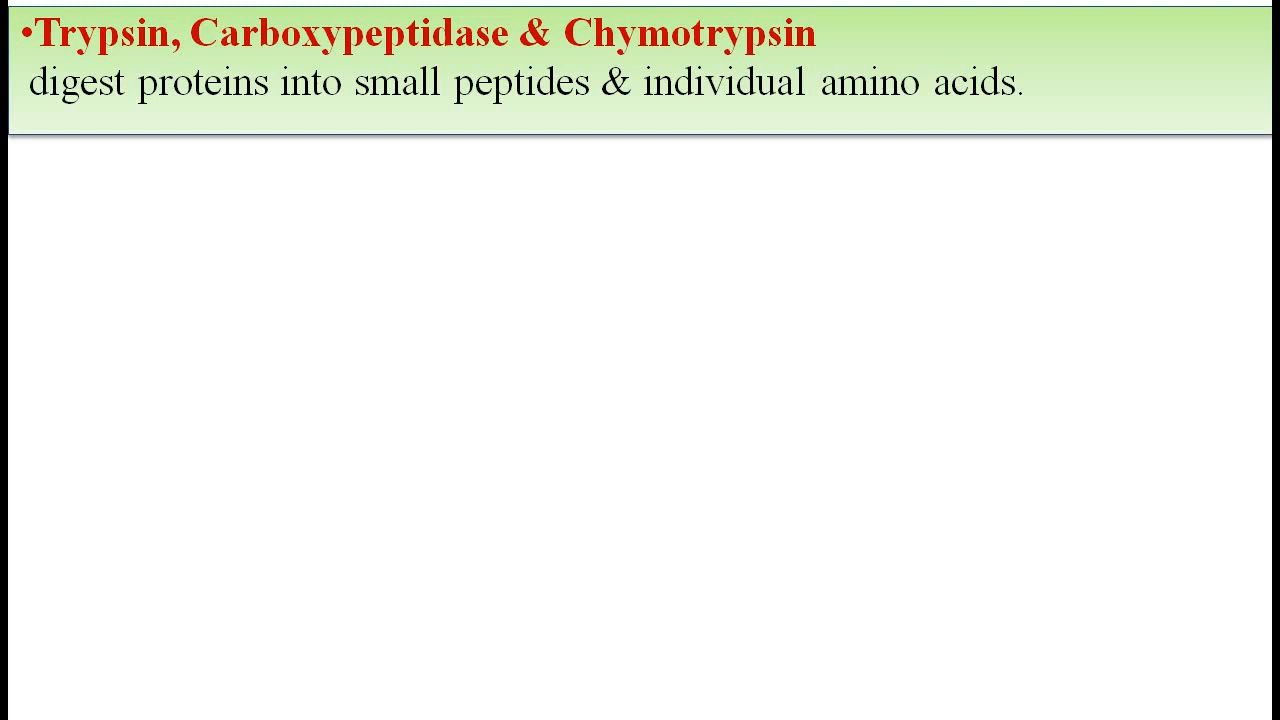 •Trypsin, Carboxypeptidase & Chymotrypsin
digest proteins into small peptides & individual amino acids.